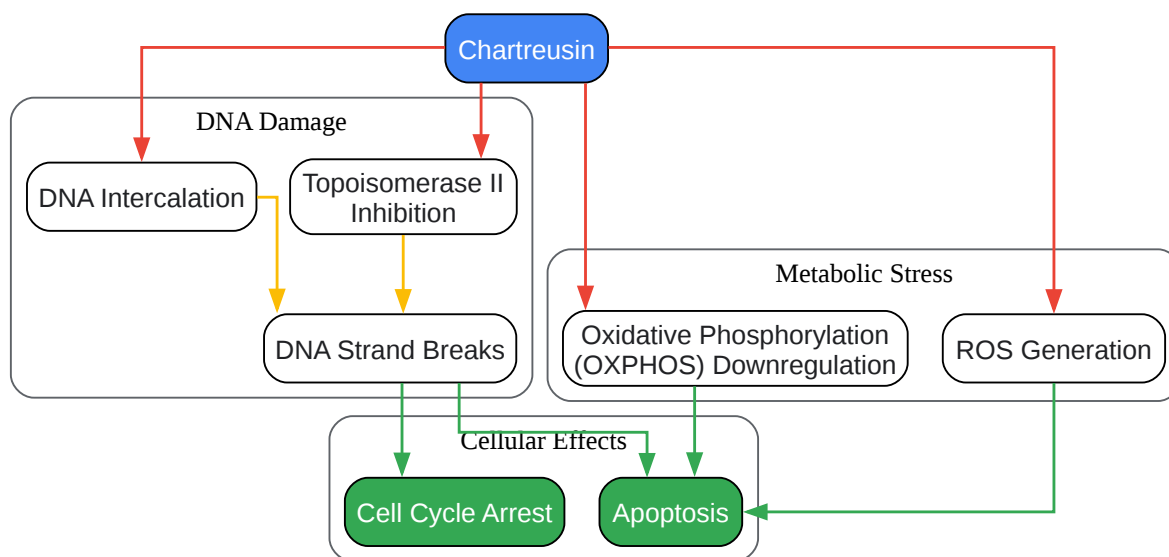 Chartreusin
DNA Damage
DNA Intercalation
Topoisomerase II
Inhibition
Metabolic Stress
DNA Strand Breaks
Oxidative Phosphorylation
(OXPHOS) Downregulation
ROS Generation
Cellular Effects
Cell Cycle Arrest
Apoptosis